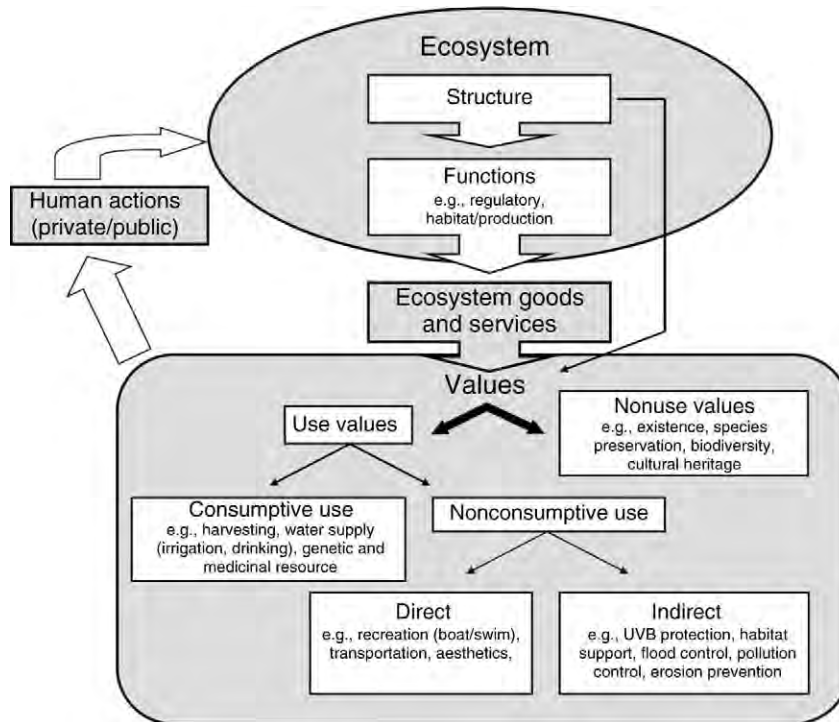 Ecosystem
Structure
Functions
e.g., regulatory,
habitat/production
Human actions
(private/public)
Ecosystem goods
and services
Values
Use values
Nonuse values
e.g., existence, species
preservation, biodiversity,
cultural heritage
Consumptive use
e.g., harvesting, water supply
(irrigation, drinking), genetic and
medicinal resource
Nonconsumptive use
Direct
e.g., recreation (boat/swim),
transportation, aesthetics,
Indirect
e.g., UVB protection, habitat
support, flood control, pollution
control, erosion prevention